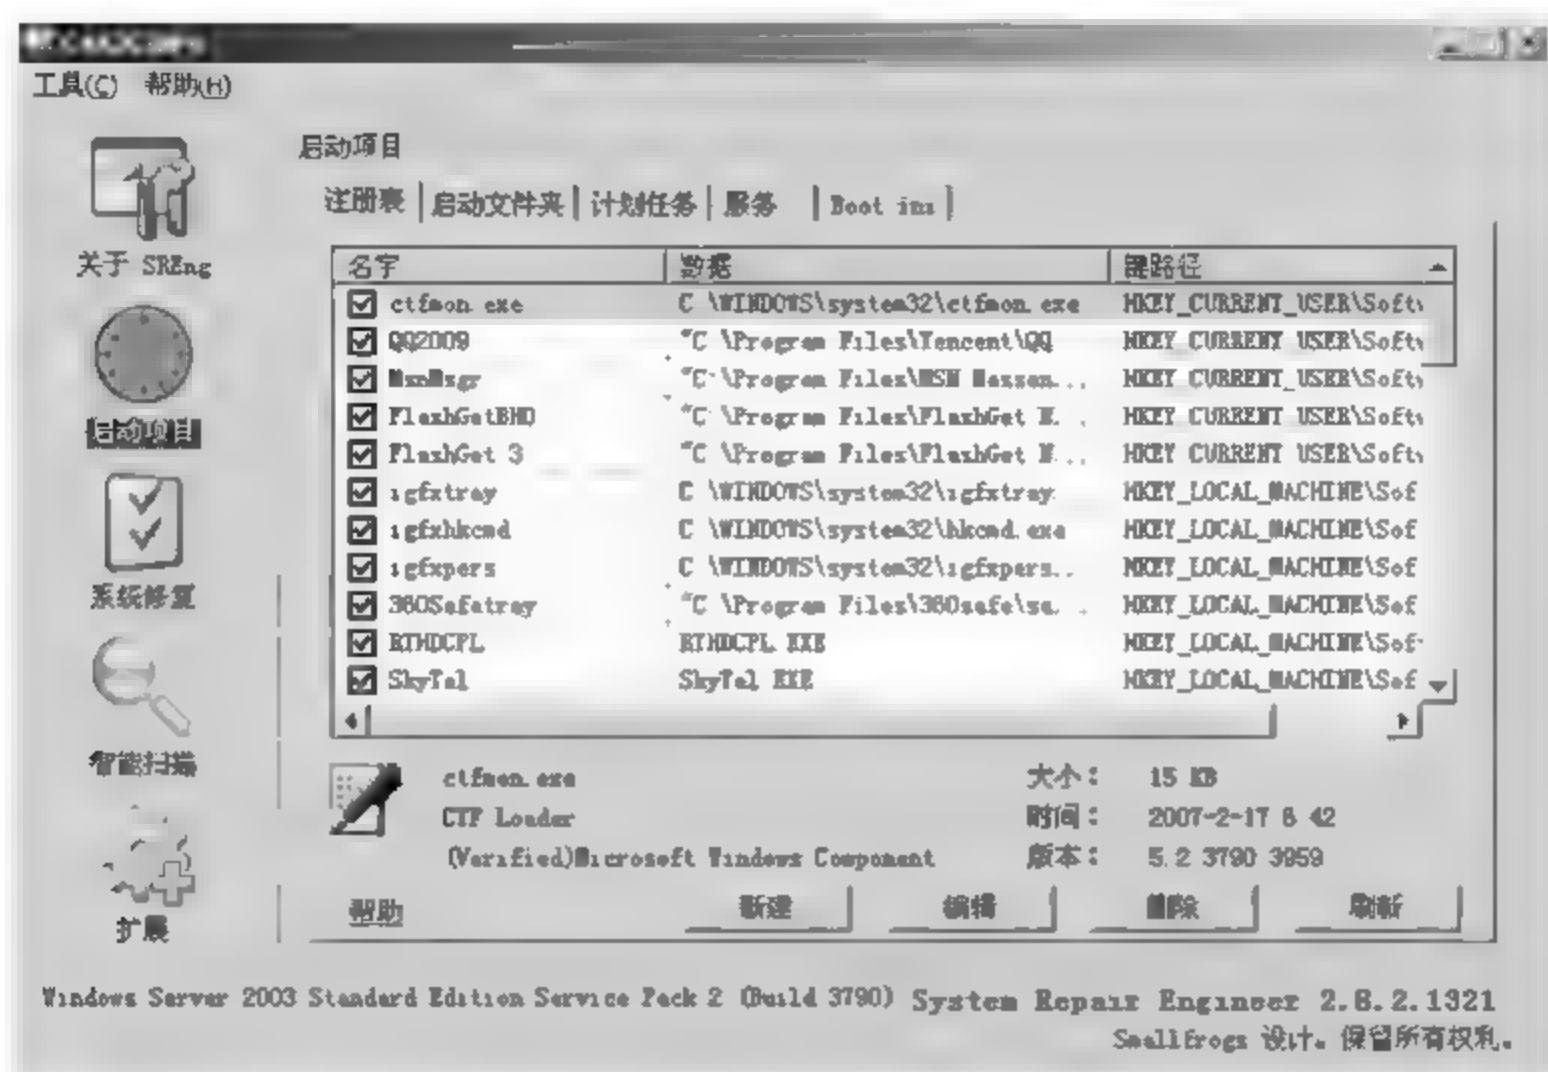 工具(C) 帮助(H)
启动项目
注册表 启动文件夹 计划任务 服务 Boot ini
关于 SREng
启动项目
系统修复
智能扫描
扩展
名字 数据 键路径
ctfmon.exe C:\WINDOWS\system32\ctfmon.exe HKEY_CURRENT_USER\Softw
QQ2009 "C:\Program Files\Tencent\QQ HKEY_CURRENT_USER\Softw
MsnMsgr "C:\Program Files\MSN Messen... HKEY_CURRENT_USER\Softw
FlashGetBHO "C:\Program Files\FlashGet N... HKEY_CURRENT_USER\Softw
FlashGet 3 "C:\Program Files\FlashGet N... HKEY_CURRENT_USER\Softw
igfxtray C:\WINDOWS\system32\igfxtray. HKEY_LOCAL_MACHINE\Sof
igfxhkcmd C:\WINDOWS\system32\hkcmd.exe HKEY_LOCAL_MACHINE\Sof
igfxpers C:\WINDOWS\system32\igfxpers.. HKEY_LOCAL_MACHINE\Sof
360Safetray "C:\Program Files\360safe\sa... HKEY_LOCAL_MACHINE\Sof
RTHDCPL RTHDCPL.EXE HKEY_LOCAL_MACHINE\Sof
SkyTel SkyTel.EXE HKEY_LOCAL_MACHINE\Sof
ctfmon.exe 大小: 15 KB
CTF Loader 时间: 2007-2-17 8:42
(Verified)Microsoft Windows Component 版本: 5.2.3790.3959
帮助 新建 编辑 删除 刷新
Windows Server 2003 Standard Edition Service Pack 2 (Build 3790) System Repair Engineer 2.8.2.1321
Smallfrogs 设计。保留所有权利。